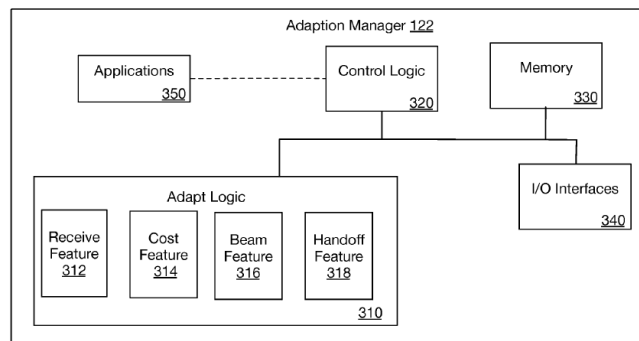 Adaption Manager 122
Applications
350
Control Logic
320
Memory
330
I/O Interfaces
340
Adapt Logic
Receive
Feature
312
Cost
Feature
314
Beam
Feature
316
Handoff
Feature
318
310